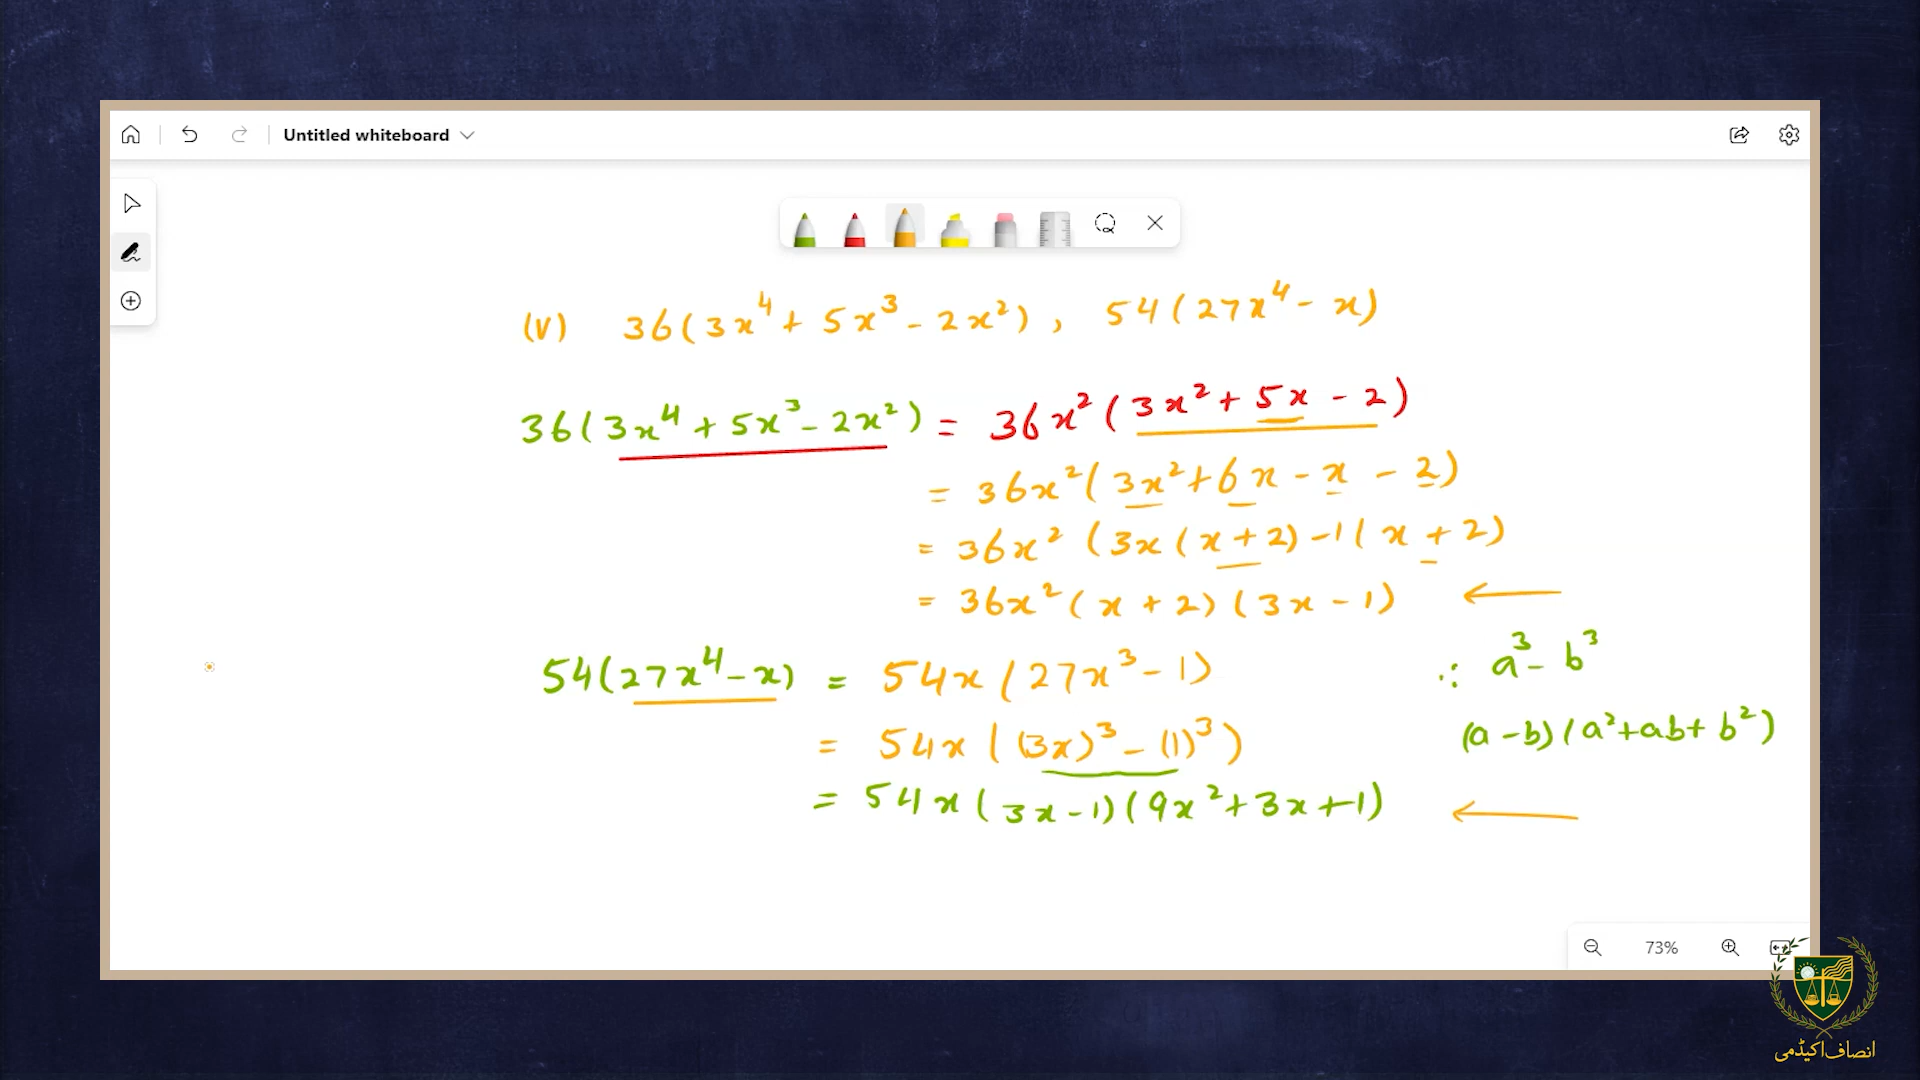 Untitled whiteboard
(v) 36(3x⁴ + 5x³ - 2x²) , 54(27x⁴ - x)
36(3x⁴ + 5x³ - 2x²) = 36x²(3x² + 5x - 2)
= 36x²(3x² + 6x - x - 2)
= 36x² (3x(x + 2) - 1(x + 2)
= 36x²(x + 2)(3x - 1) ←
54(27x⁴ - x) = 54x(27x³ - 1) ∵ a³ - b³
= 54x((3x)³ - (1)³) (a - b)(a² + ab + b²)
= 54x(3x - 1)(9x² + 3x + 1) ←
73%
انصاف اکیڈمی